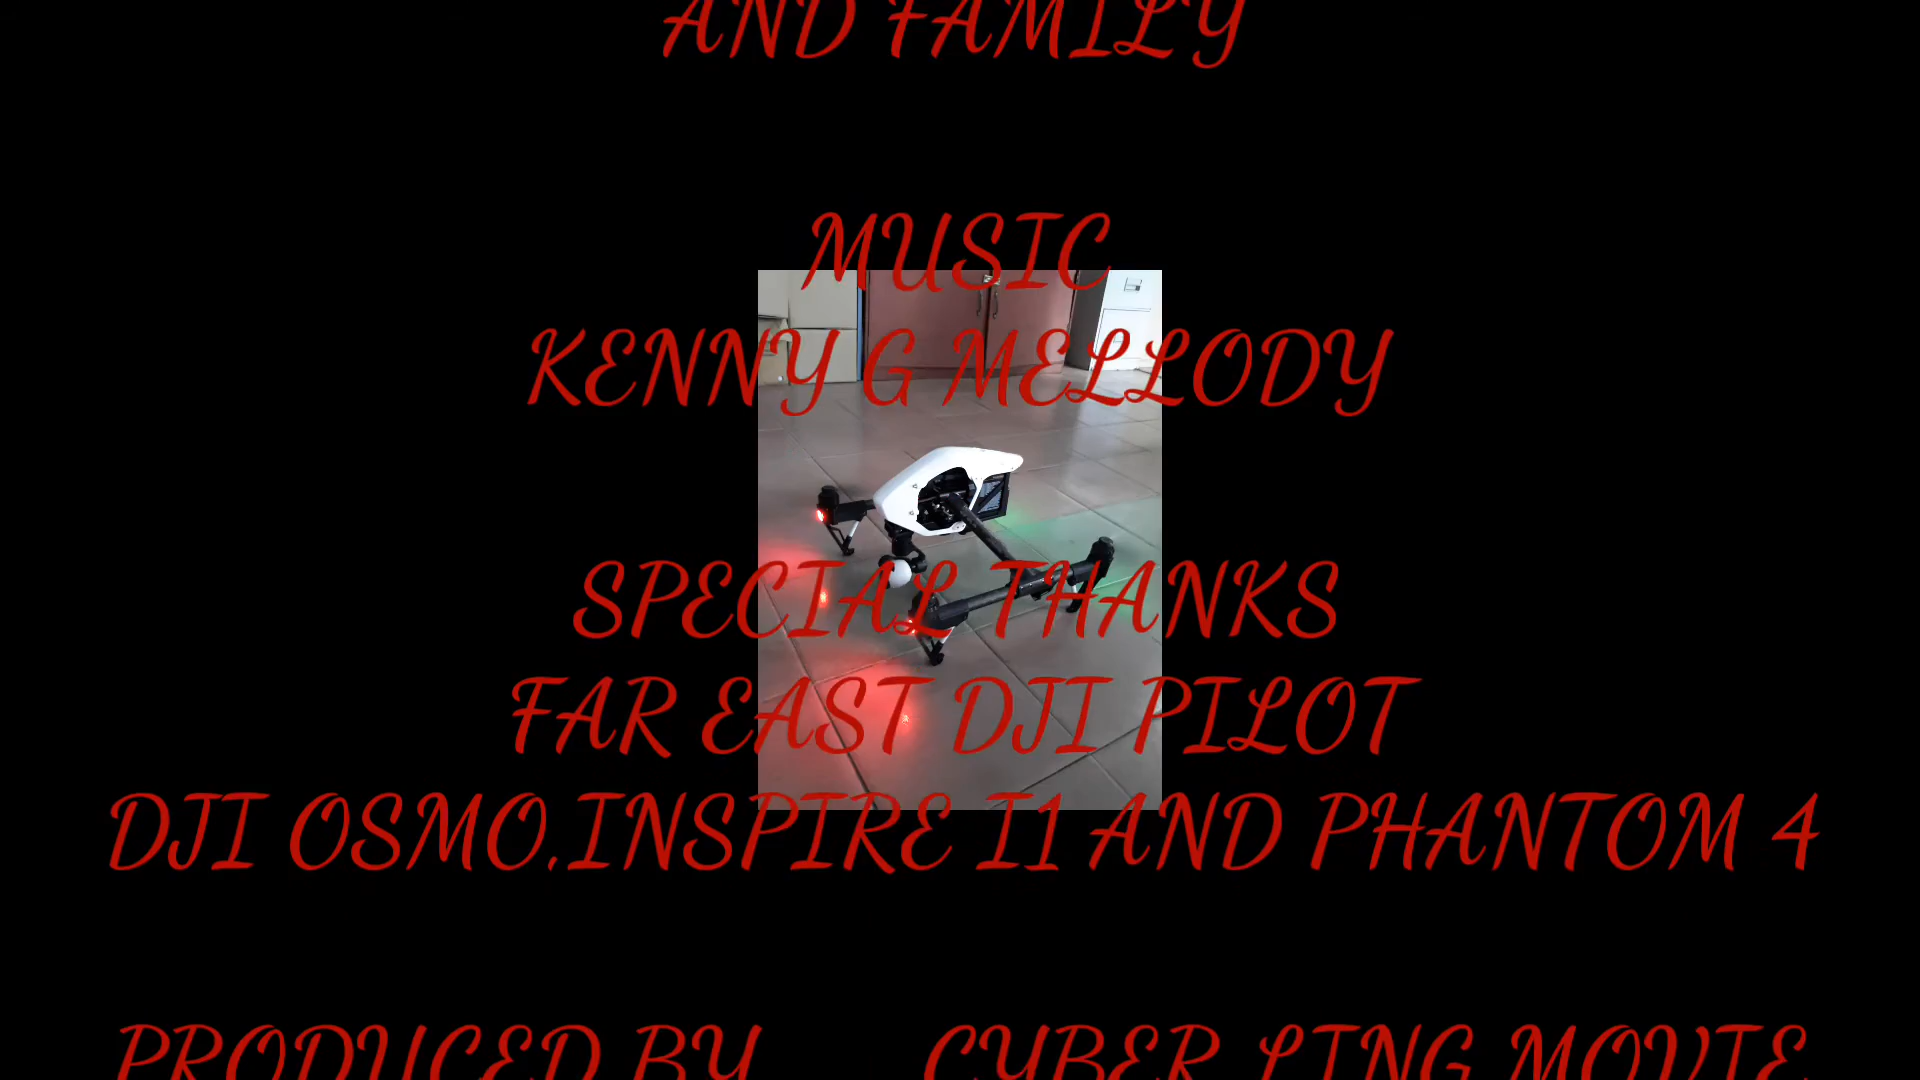 AND FAMILY
MUSIC
KENNY G MELLODY
SPECIAL THANKS
FAR EAST DJI PILOT
DJI OSMO,INSPIRE I1 AND PHANTOM 4
PRODUCED BY CYBER LING MOVIE